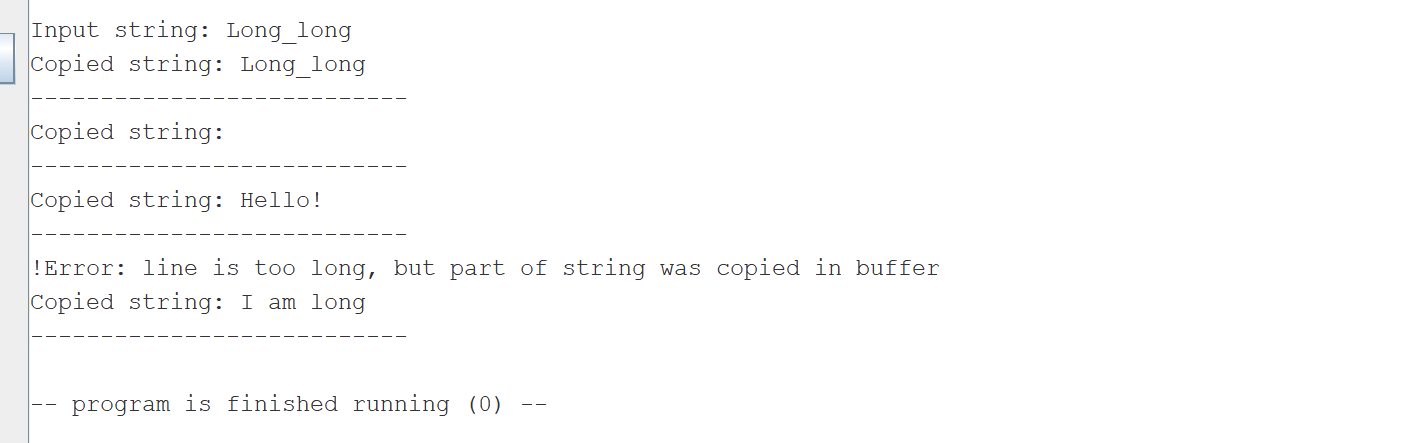 Input string: Long_long
Copied string: Long_long
---------------------------
Copied string:
---------------------------
Copied string: Hello!
---------------------------
!Error: line is too long, but part of string was copied in buffer
Copied string: I am long
---------------------------
-- program is finished running (0) --